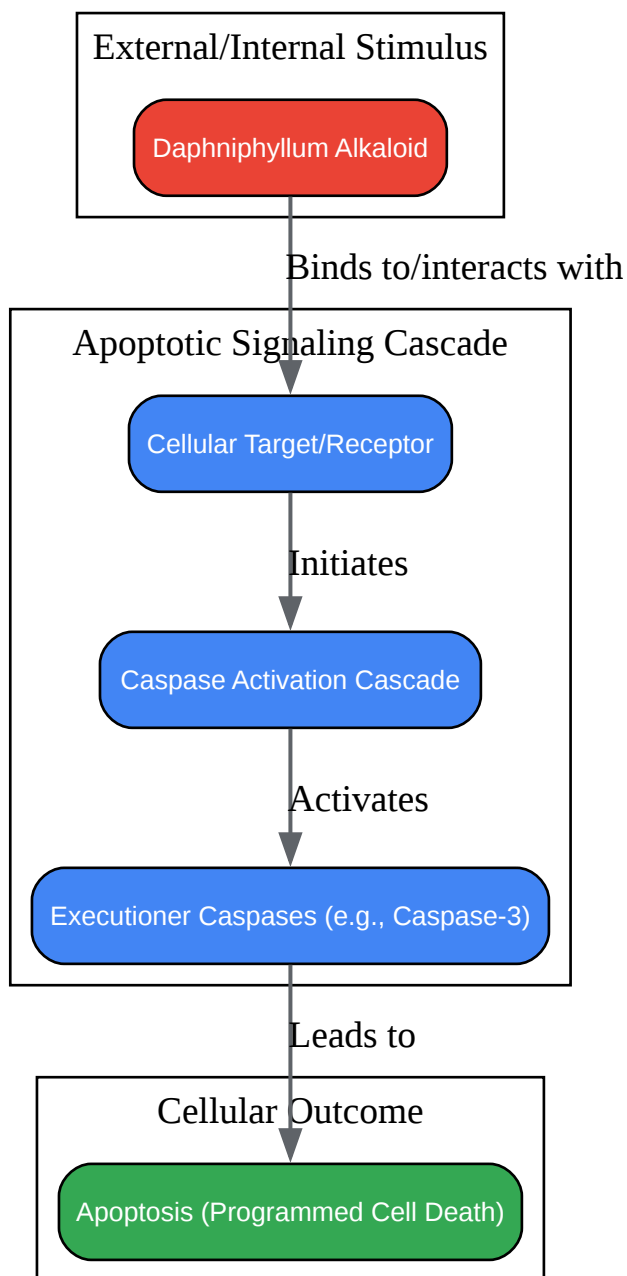 External/Internal Stimulus
Daphniphyllum Alkaloid
Binds to/interacts with
Apoptotic Signaling Cascade
Cellular Target/Receptor
Initiates
Caspase Activation Cascade
Activates
Executioner Caspases (e.g., Caspase-3)
Leads to
Cellular Outcome
Apoptosis (Programmed Cell Death)